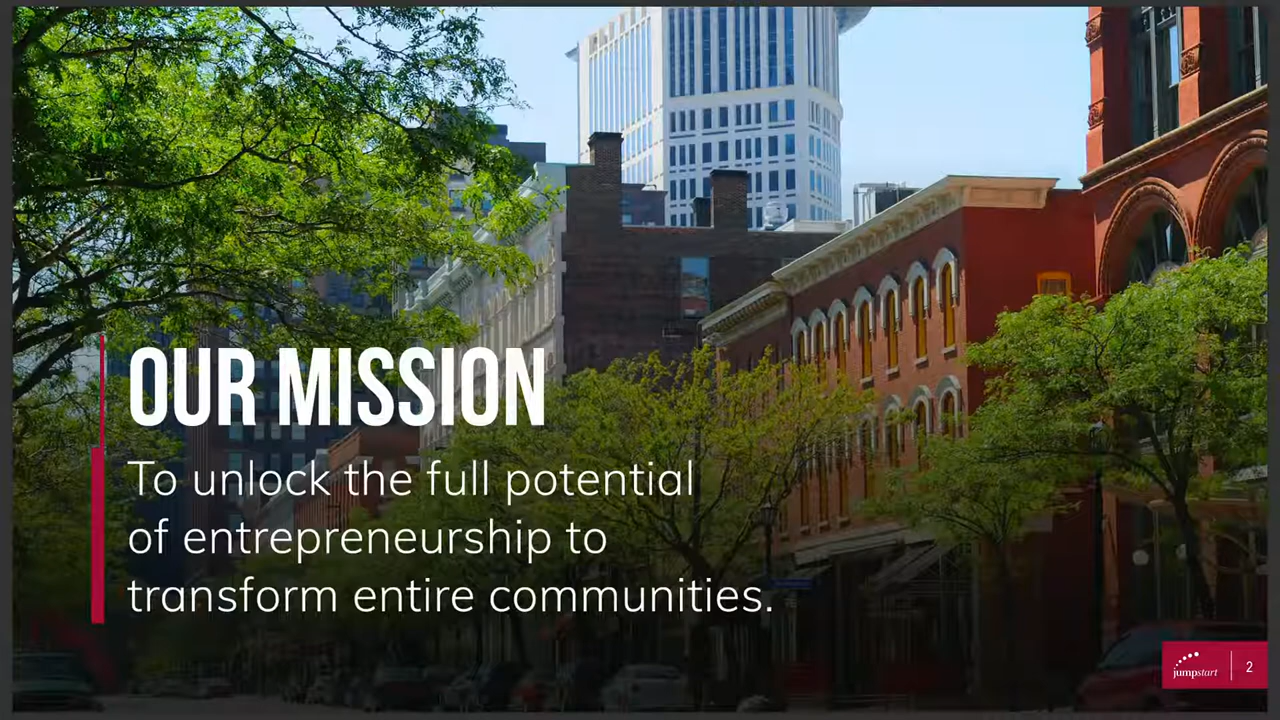 OUR MISSION
To unlock the full potential
of entrepreneurship to
transform entire communities.
jumpstart
2